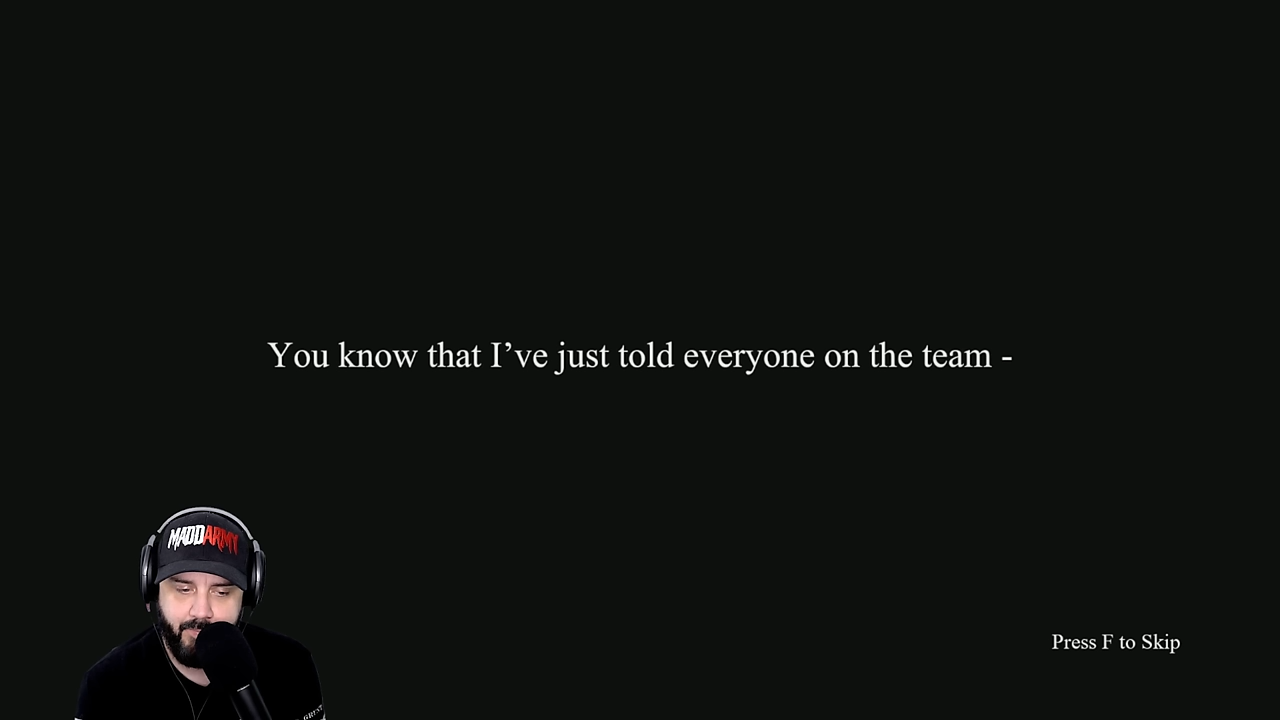 You know that I’ve just told everyone on the team -
MADDARMY
Press F to Skip